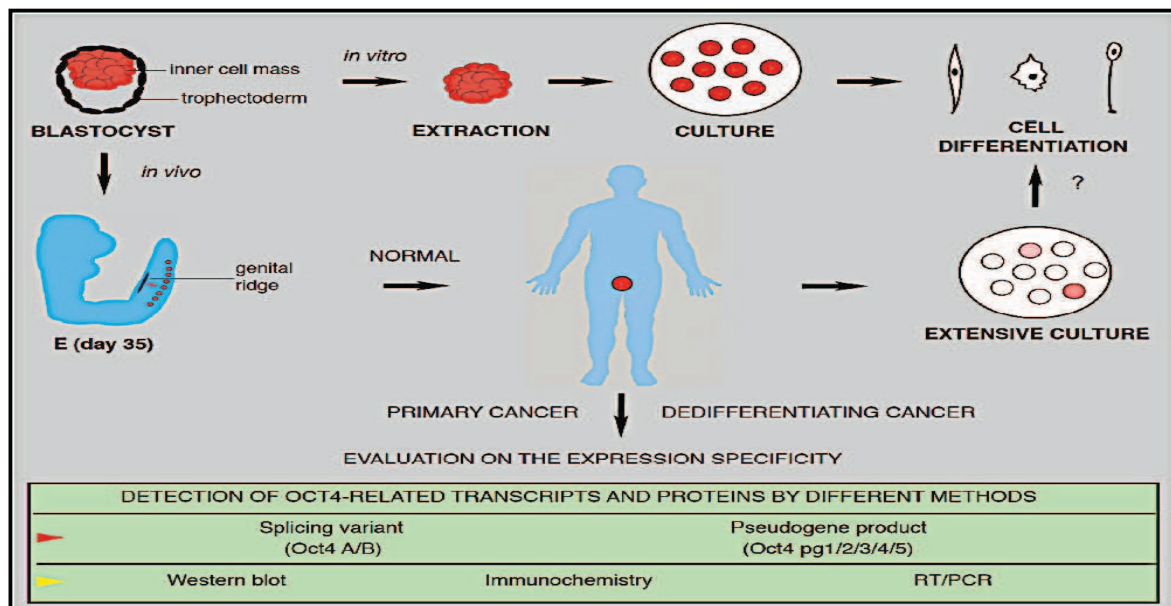 inner cell mass
trophectoderm
BLASTOCYST
in vitro
EXTRACTION
CULTURE
CELL
DIFFERENTIATION
in vivo
?
genital
ridge
NORMAL
E (day 35)
EXTENSIVE CULTURE
PRIMARY CANCER
DEDIFFERENTIATING CANCER
EVALUATION ON THE EXPRESSION SPECIFICITY
DETECTION OF OCT4-RELATED TRANSCRIPTS AND PROTEINS BY DIFFERENT METHODS
Splicing variant
(Oct4 A/B)
Pseudogene product
(Oct4 pg1/2/3/4/5)
Western blot
Immunochemistry
RT/PCR